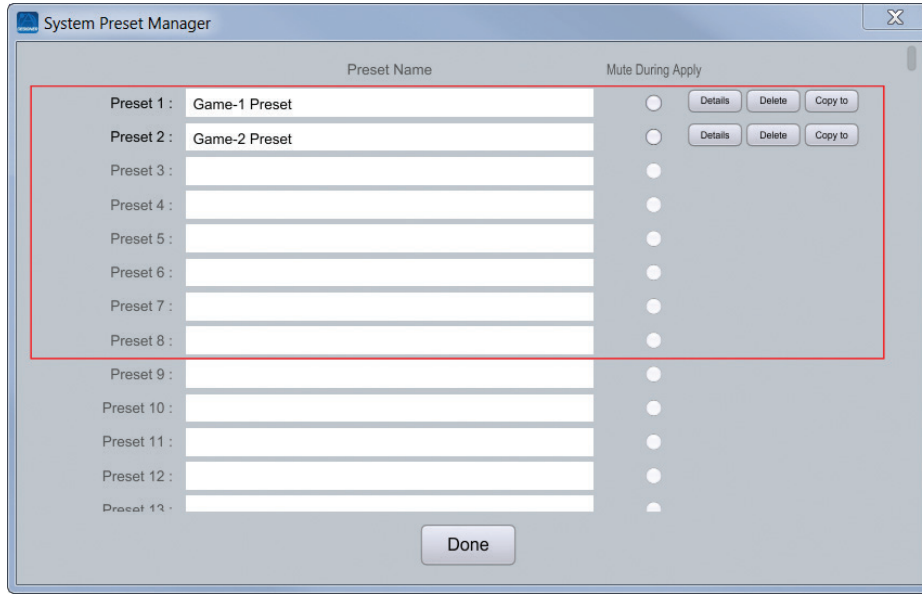 System Preset Manager
Preset Name Mute During Apply
Preset 1 : Game-1 Preset Details Delete Copy to
Preset 2 : Game-2 Preset Details Delete Copy to
Preset 3 :
Preset 4 :
Preset 5 :
Preset 6 :
Preset 7 :
Preset 8 :
Preset 9 :
Preset 10 :
Preset 11 :
Preset 12 :
Preset 13 :
Done